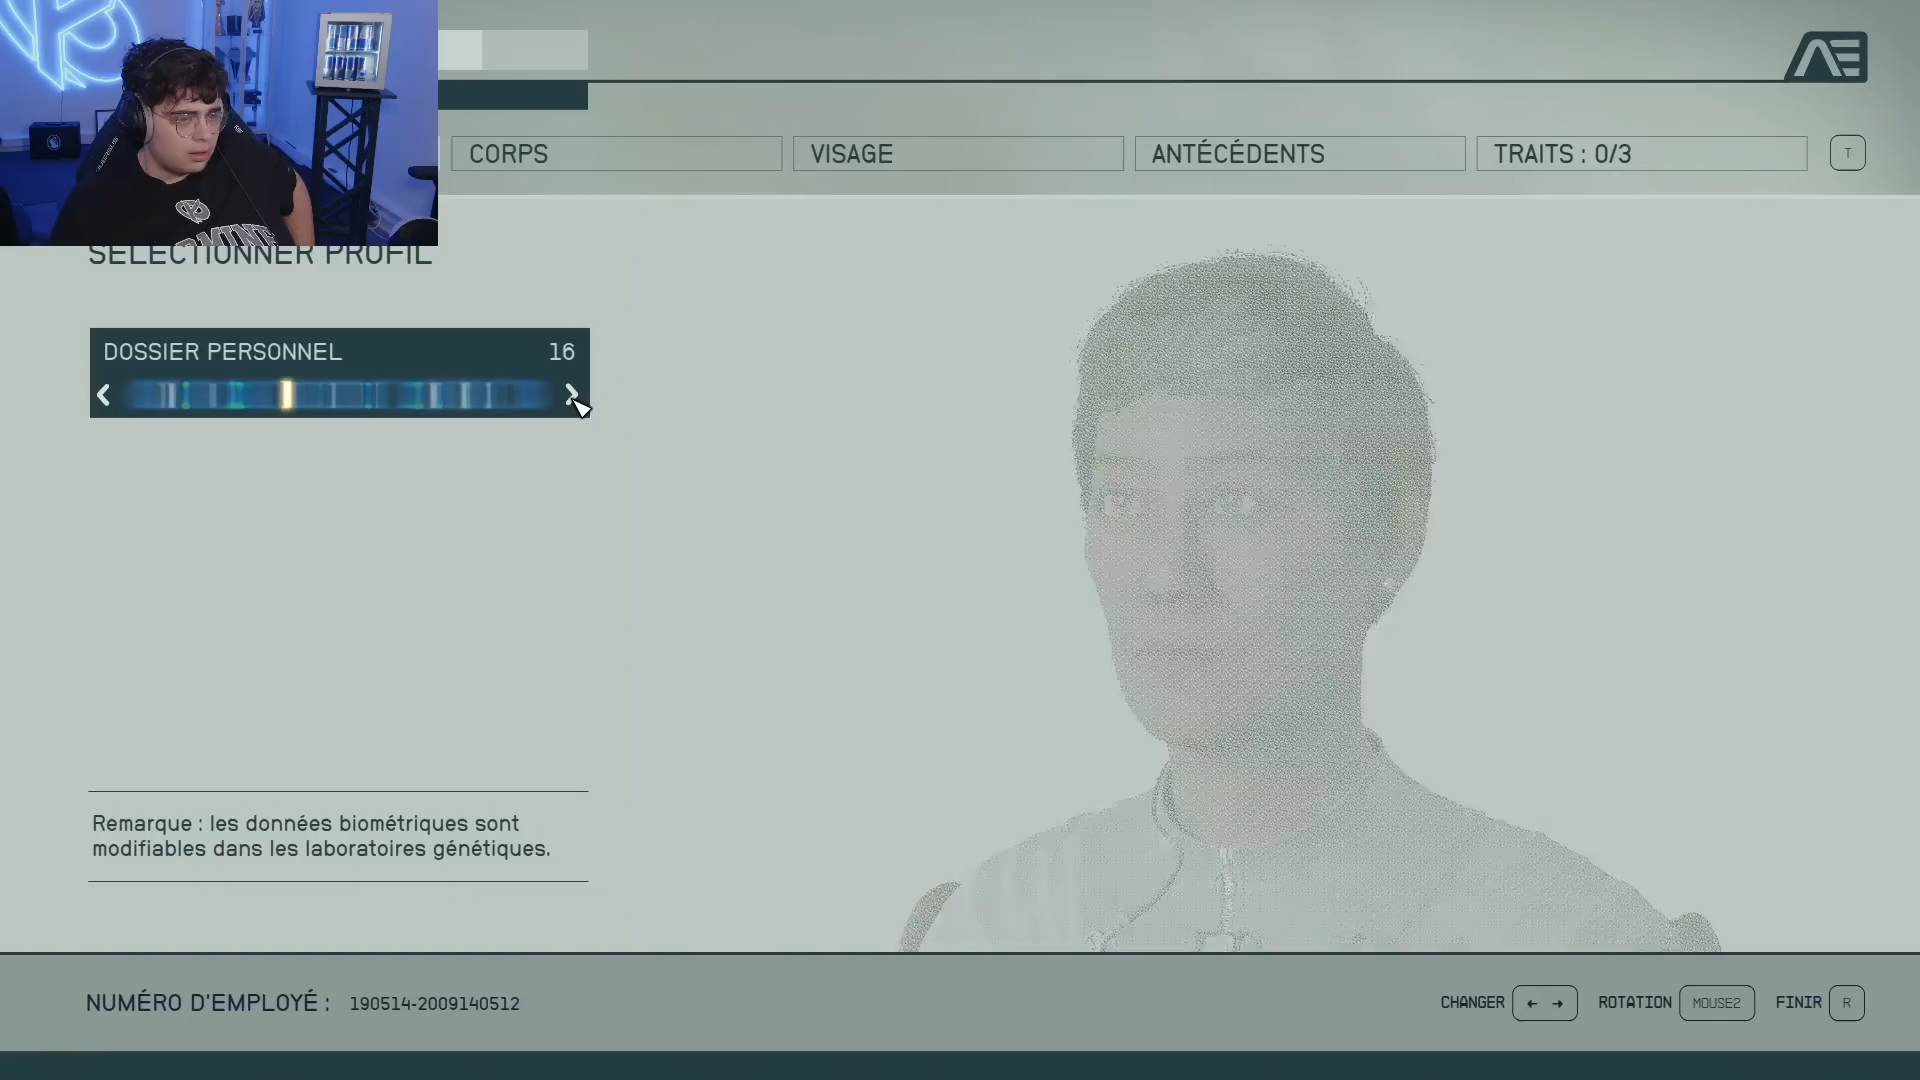 CORPS
VISAGE
ANTÉCÉDENTS
TRAITS : 0/3
T
SÉLECTIONNER PROFIL
DOSSIER PERSONNEL
16
Remarque : les données biométriques sont
modifiables dans les laboratoires génétiques.
NUMÉRO D'EMPLOYÉ : 190514-2009140512
CHANGER ← → ROTATION MOUSE2 FINIR R